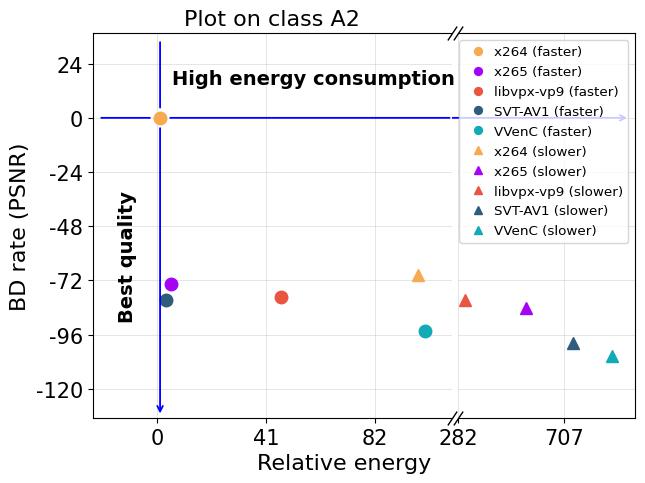 Plot on class A2
24
0
-24
-48
-72
-96
-120
BD rate (PSNR)
High energy consumption
Best quality
x264 (faster)
x265 (faster)
libvpx-vp9 (faster)
SVT-AV1 (faster)
VVenC (faster)
x264 (slower)
x265 (slower)
libvpx-vp9 (slower)
SVT-AV1 (slower)
VVenC (slower)
0 41 82 282 707
Relative energy